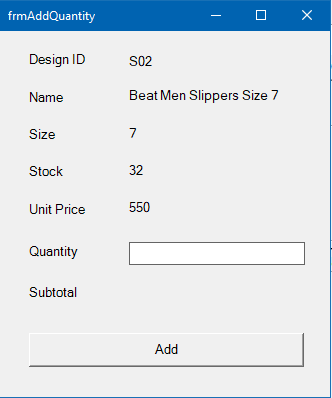 frmAddQuantity
Design ID S02
Name Beat Men Slippers Size 7
Size 7
Stock 32
Unit Price 550
Quantity
Subtotal
Add